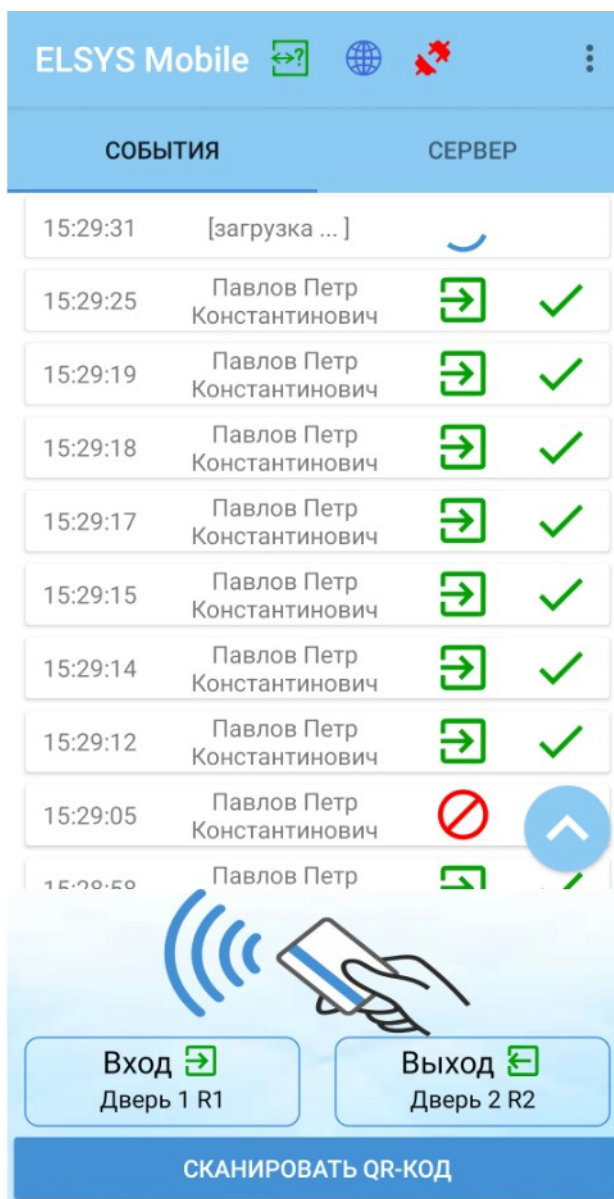 ELSYS Mobile
СОБЫТИЯ СЕРВЕР
15:29:31 [загрузка ... ]
15:29:25 Павлов Петр
Константинович
15:29:19 Павлов Петр
Константинович
15:29:18 Павлов Петр
Константинович
15:29:17 Павлов Петр
Константинович
15:29:15 Павлов Петр
Константинович
15:29:14 Павлов Петр
Константинович
15:29:12 Павлов Петр
Константинович
15:29:05 Павлов Петр
Константинович
15:28:58 Павлов Петр
Вход Выход
Дверь 1 R1 Дверь 2 R2
СКАНИРОВАТЬ QR-КОД